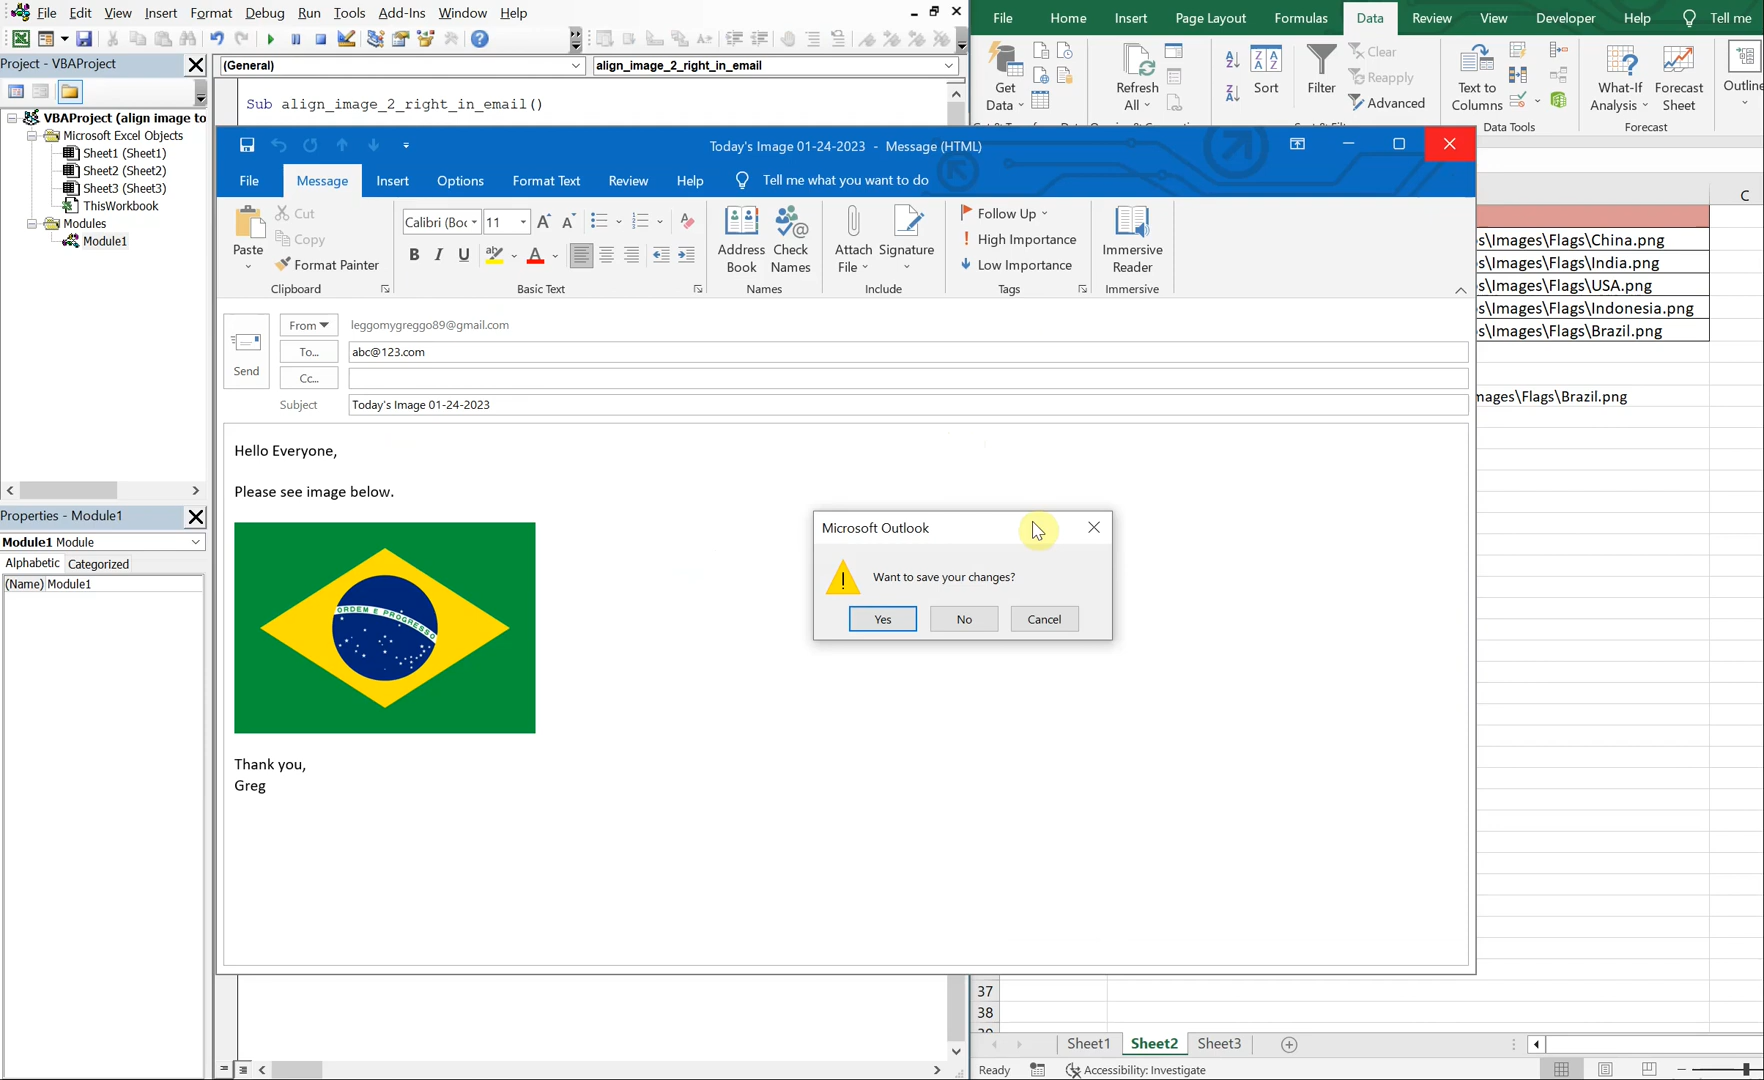 File Edit View Insert Format Debug Run Tools Add-Ins Window Help
Project - VBAProject
(General)
align_image_2_right_in_email
VBAProject (align image to
Microsoft Excel Objects
Sheet1 (Sheet1)
Sheet2 (Sheet2)
Sheet3 (Sheet3)
ThisWorkbook
Modules
Module1
Properties - Module1
Module1 Module
Alphabetic Categorized
(Name) Module1
Sub align_image_2_right_in_email()
Today's Image 01-24-2023 - Message (HTML)
File Message Insert Options Format Text Review Help Tell me what you want to do
Paste
Cut
Copy
Format Painter
Clipboard
Calibri (Boc 11
B I U
Basic Text
Address Book
Check Names
Names
Attach File
Signature
Include
Follow Up
High Importance
Low Importance
Tags
Immersive Reader
Immersive
Send
From leggomygreggo89@gmail.com
To... abc@123.com
Cc...
Subject Today's Image 01-24-2023
Hello Everyone,
Please see image below.
ORDEM E PROGRESSO
Thank you,
Greg
Microsoft Outlook
Want to save your changes?
Yes No Cancel
File Home Insert Page Layout Formulas Data Review View Developer Help Tell me
Get Data
Refresh All
Sort
Filter
Clear
Reapply
Advanced
Text to Columns
Data Tools
What-If Analysis
Forecast Sheet
Forecast
Outline
C
s\Images\Flags\China.png
s\Images\Flags\India.png
s\Images\Flags\USA.png
s\Images\Flags\Indonesia.png
s\Images\Flags\Brazil.png
nages\Flags\Brazil.png
37
38
Sheet1 Sheet2 Sheet3
Ready Accessibility: Investigate